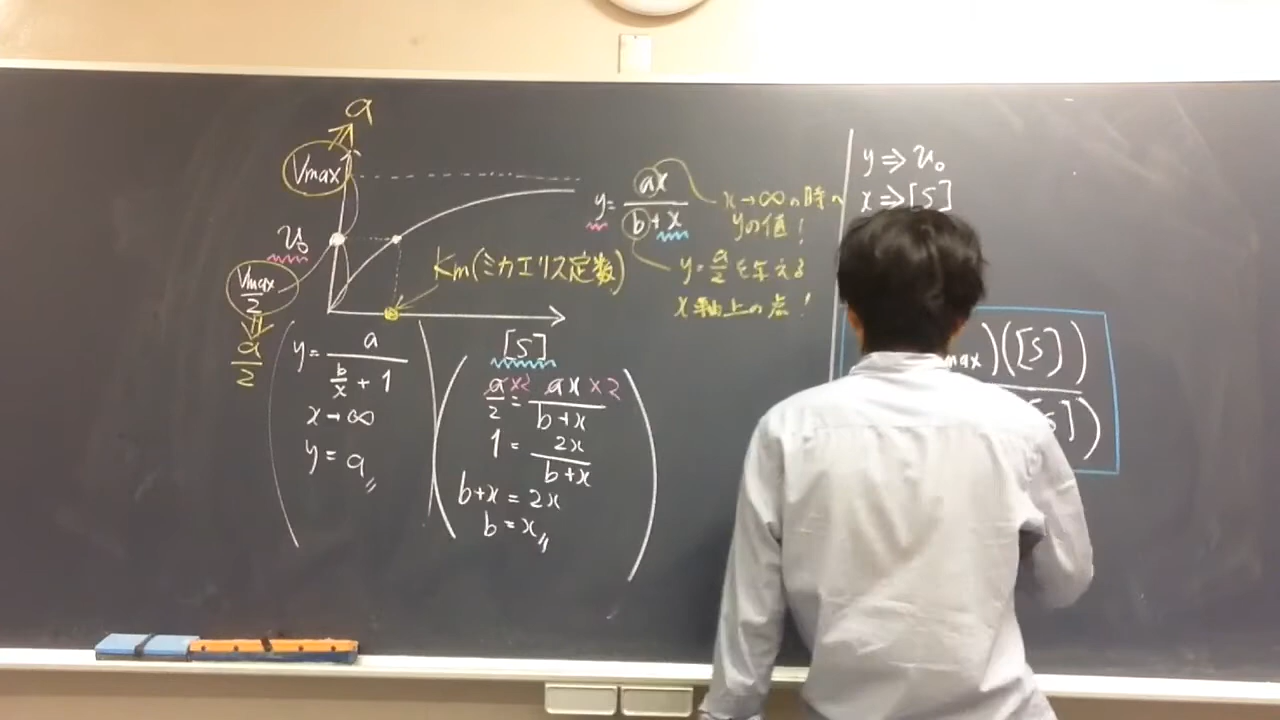 a
Vmax
v₀
Vmax/2
a/2
Km(ミカエリス定数)
[S]
y = ax/(b+x)
x→∞の時の
yの値!
y=a/2を与える
x軸上の点!
y = a/(b/x + 1)
x→∞
y = a〃
a/2 ×2 = ax/(b+x) ×2
1 = 2x/(b+x)
b+x = 2x
b = x〃
y⇒v₀
x⇒[S]
max)([S])
S])